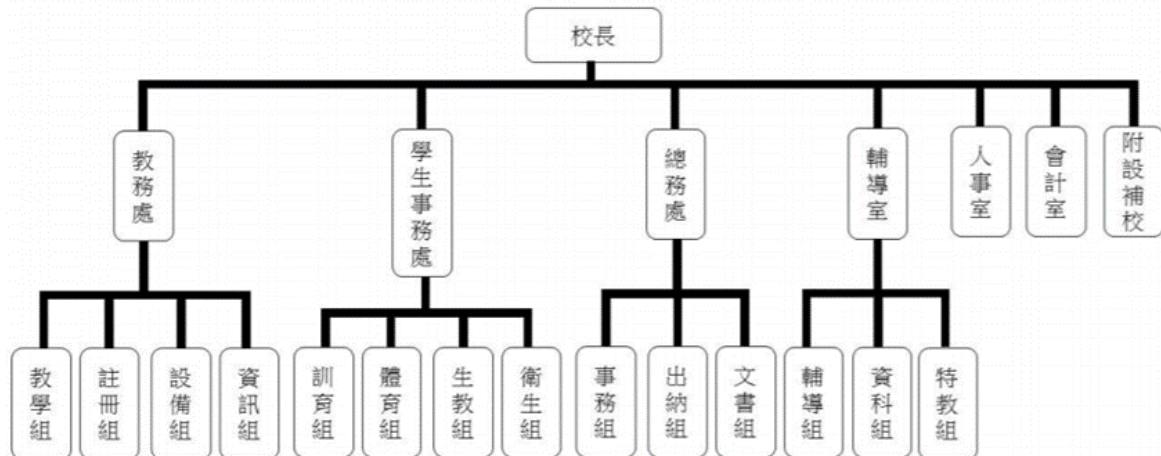 校長
教務處
學生事務處
總務處
輔導室
人事室
會計室
附設補校
教學組
註冊組
設備組
資訊組
訓育組
體育組
生教組
衛生組
事務組
出納組
文書組
輔導組
資科組
特教組